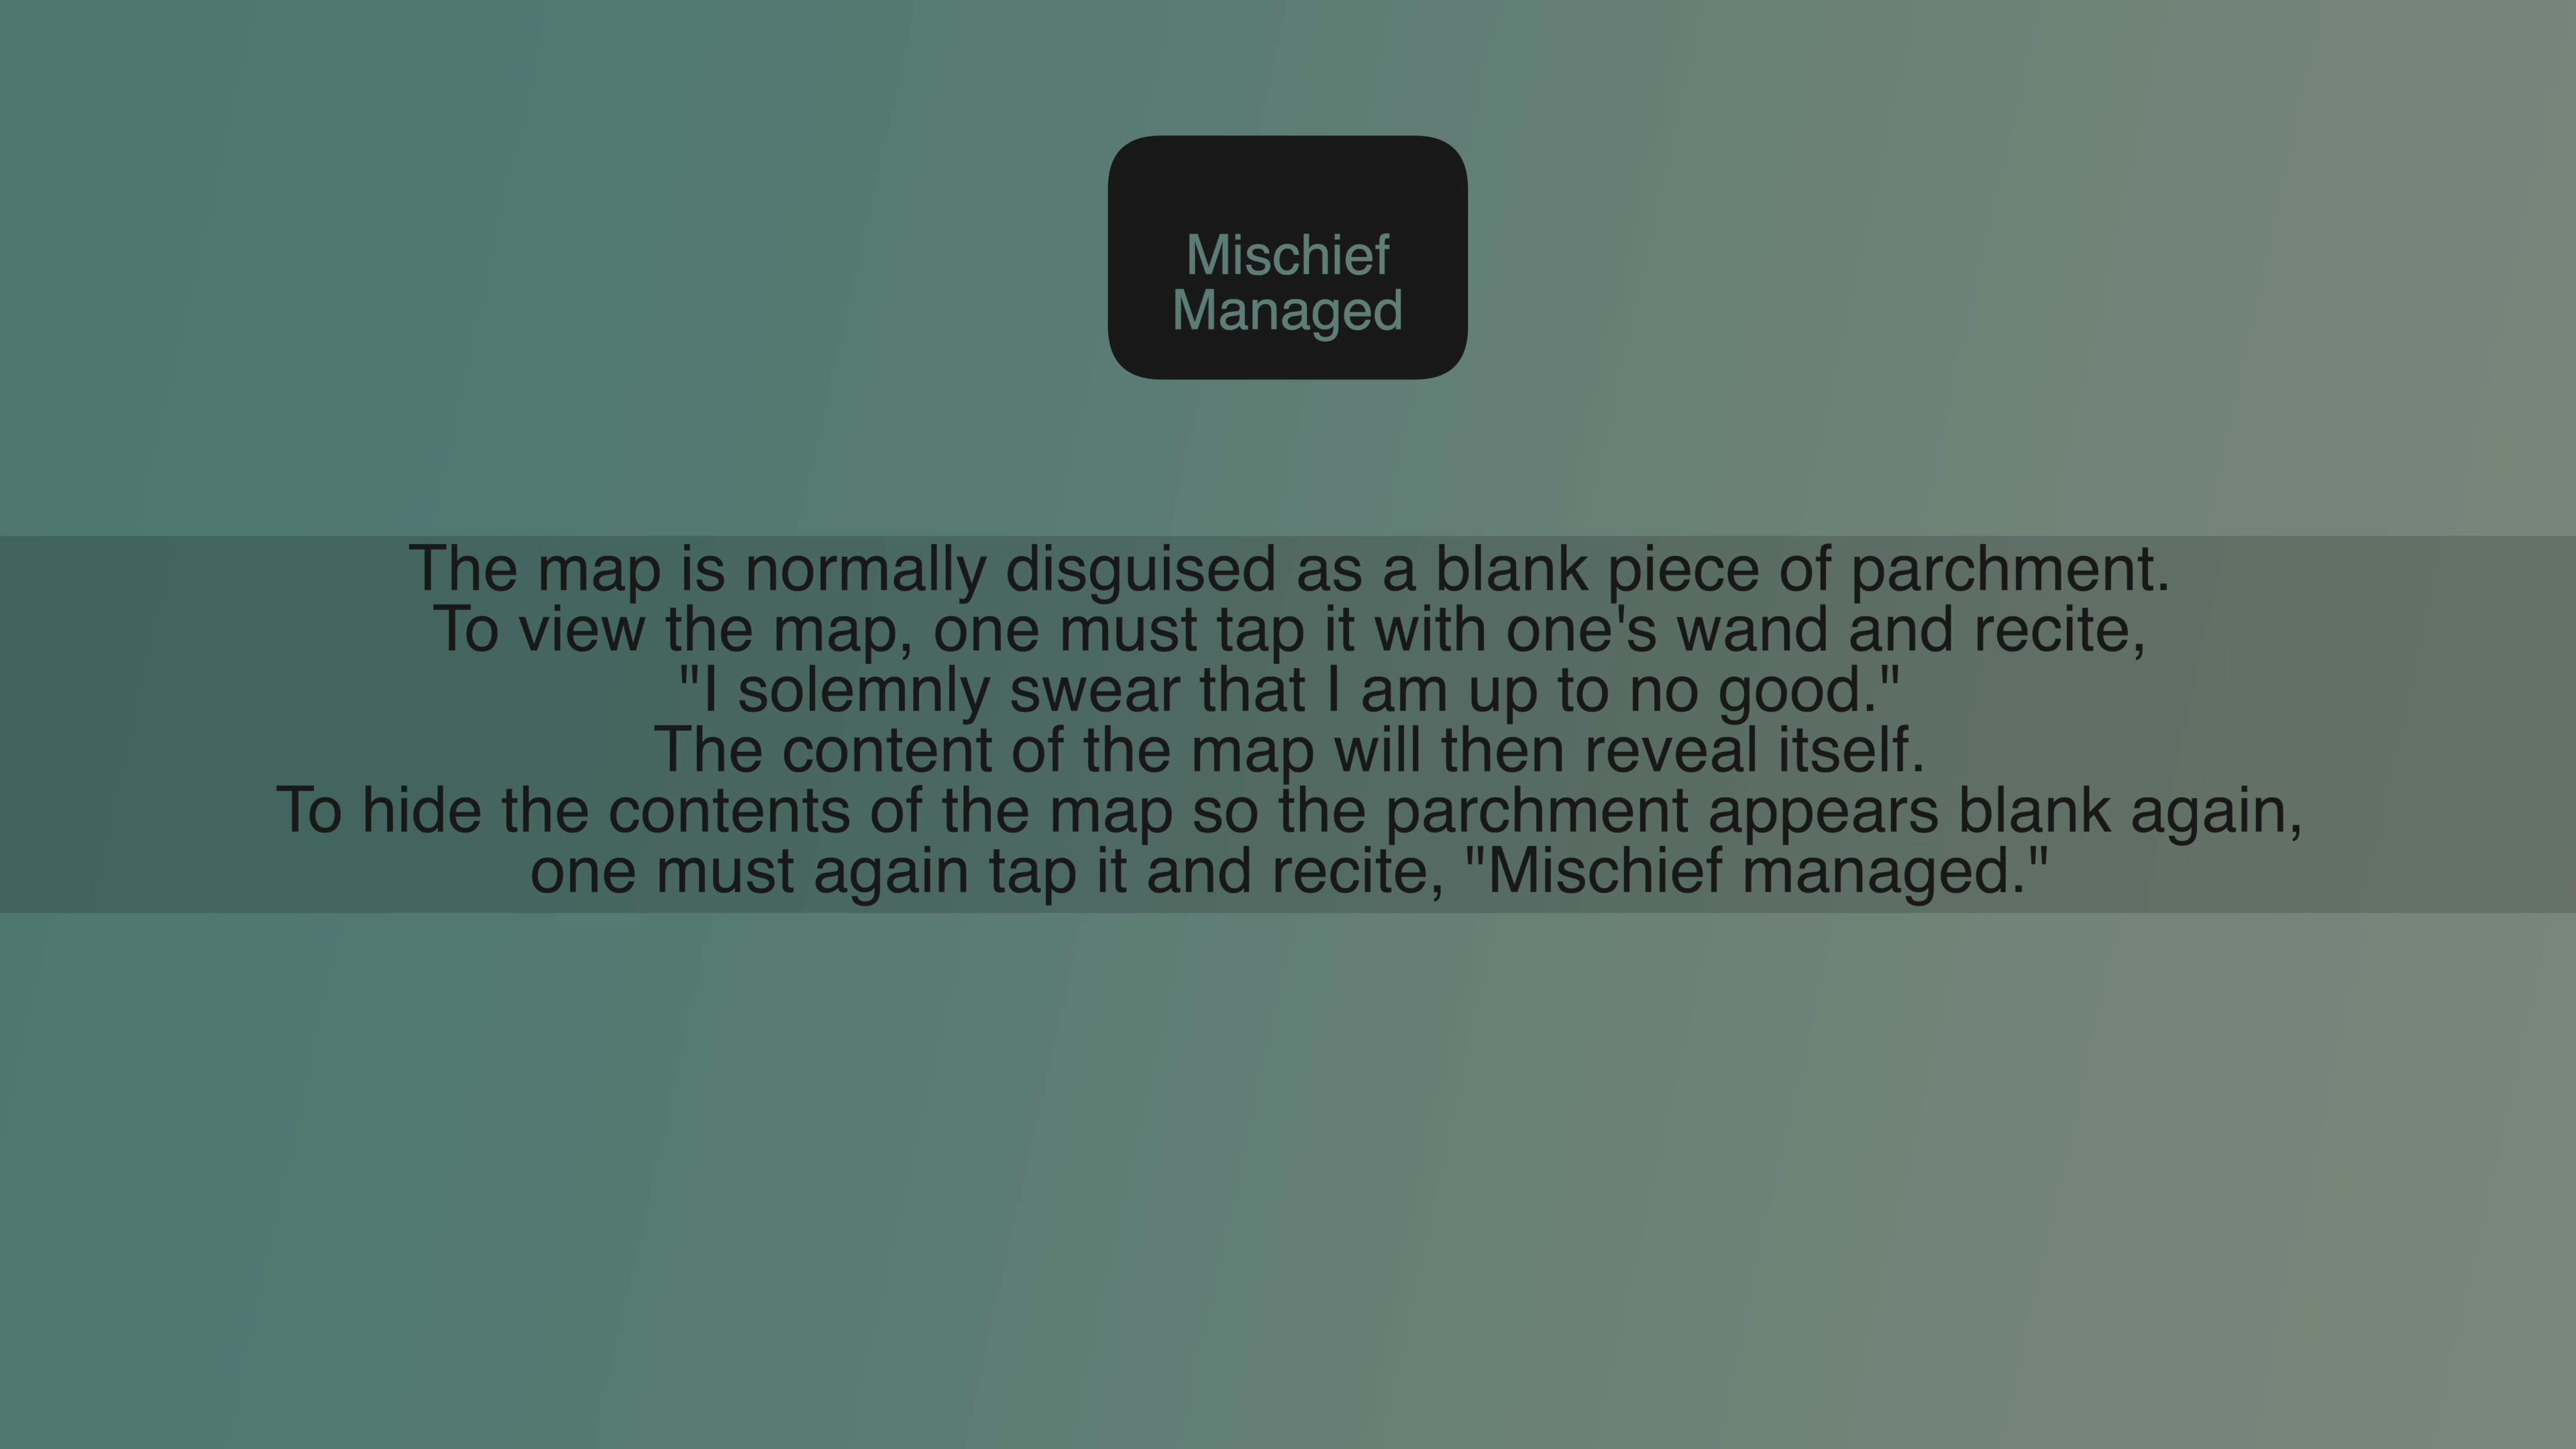 Mischief
Managed
The map is normally disguised as a blank piece of parchment.
To view the map, one must tap it with one's wand and recite,
"I solemnly swear that I am up to no good."
The content of the map will then reveal itself.
To hide the contents of the map so the parchment appears blank again,
one must again tap it and recite, "Mischief managed."